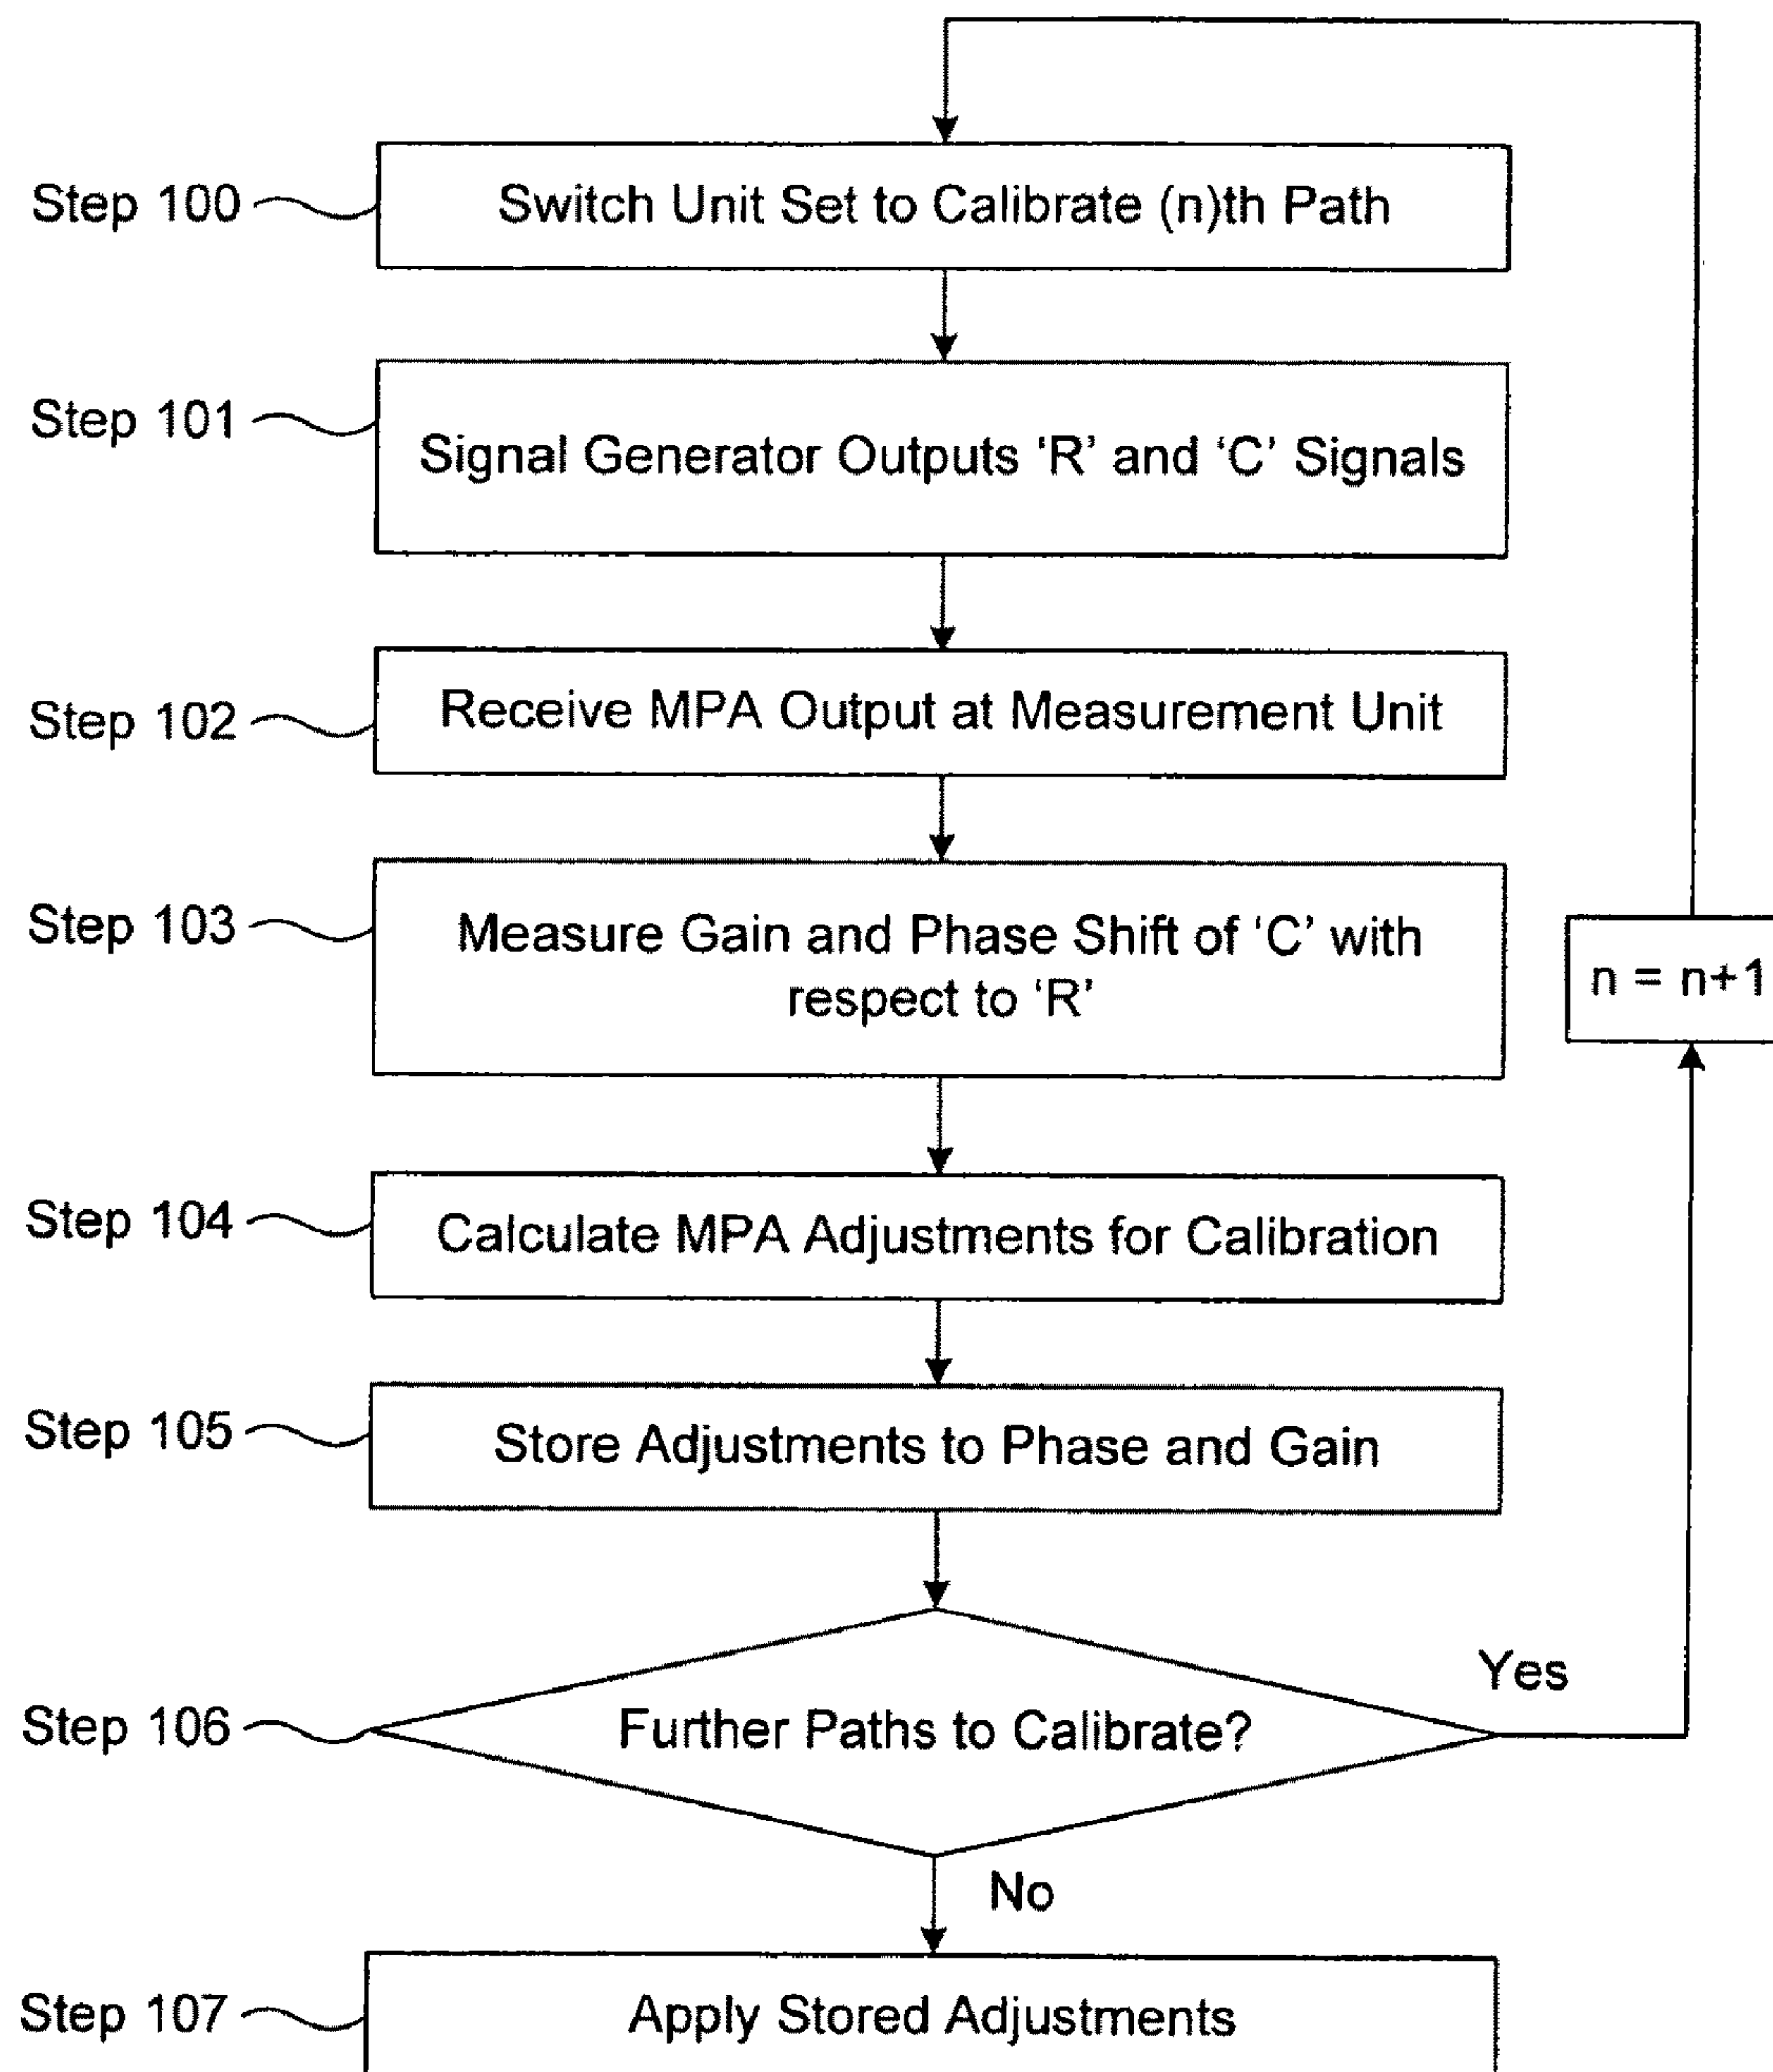 Step 100
Switch Unit Set to Calibrate (n)th Path
Step 101
Signal Generator Outputs ‘R’ and ‘C’ Signals
Step 102
Receive MPA Output at Measurement Unit
Step 103
Measure Gain and Phase Shift of ‘C’ with
respect to ‘R’
n = n+1
Step 104
Calculate MPA Adjustments for Calibration
Step 105
Store Adjustments to Phase and Gain
Step 106
Further Paths to Calibrate?
Yes
No
Step 107
Apply Stored Adjustments